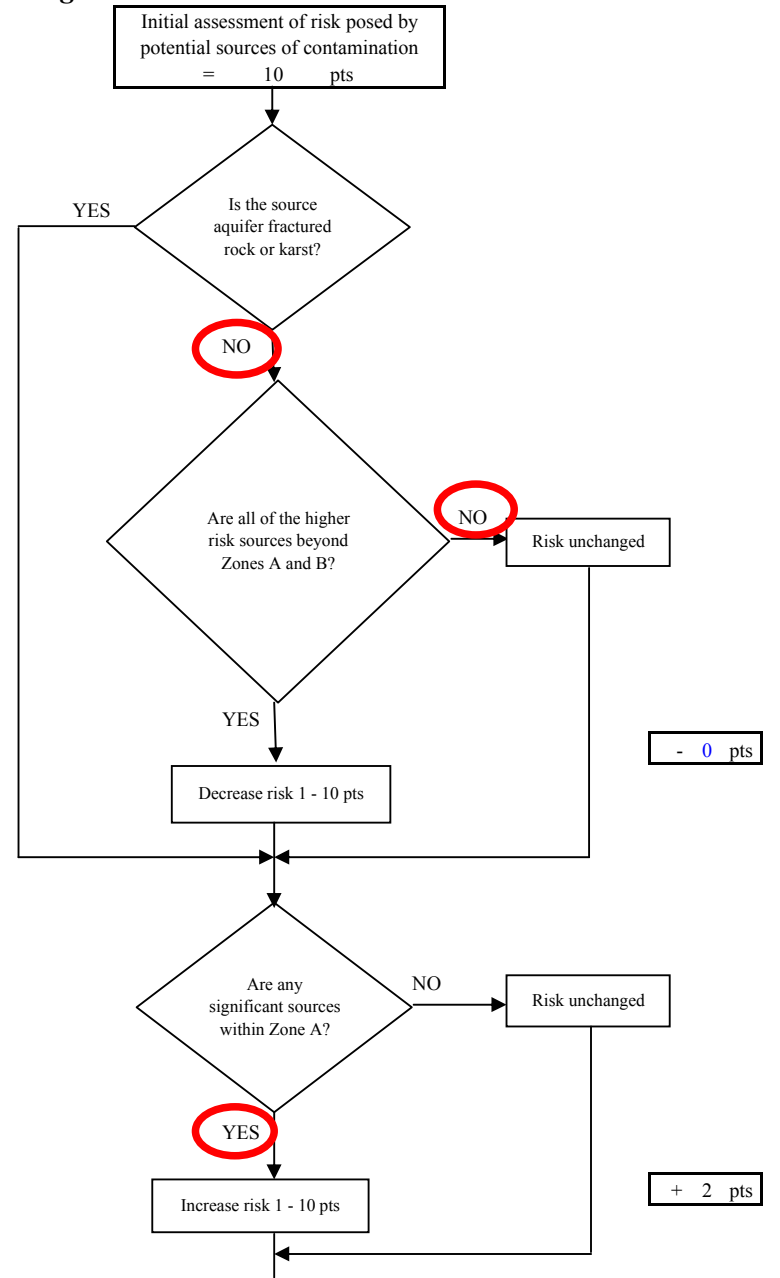 Initial assessment of risk posed by
potential sources of contamination
= 10 pts
YES
Is the source
aquifer fractured
rock or karst?
NO
Are all of the higher
risk sources beyond
Zones A and B?
NO
Risk unchanged
YES
- 0 pts
Decrease risk 1 - 10 pts
Are any
significant sources
within Zone A?
NO
Risk unchanged
YES
+ 2 pts
Increase risk 1 - 10 pts